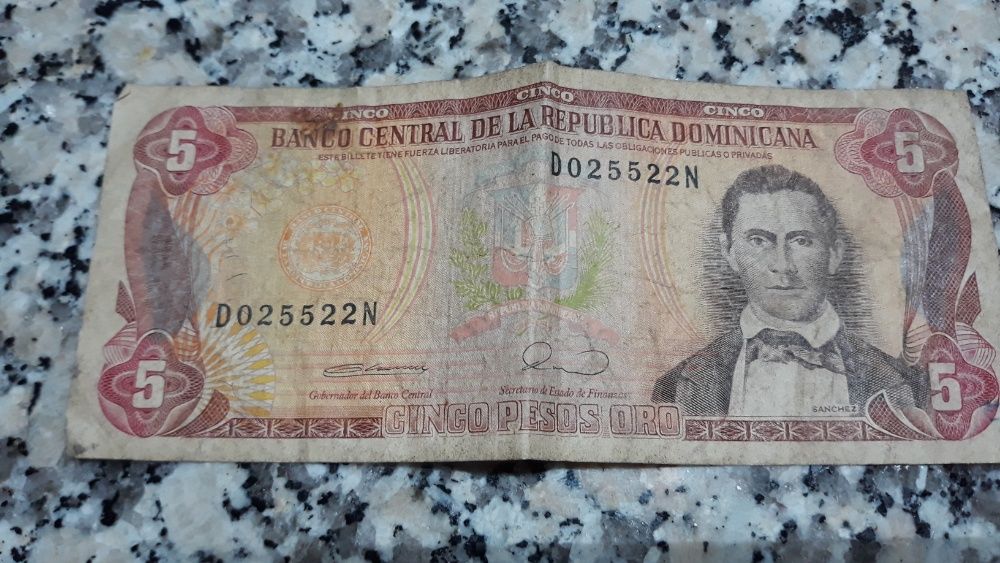 CINCO CINCO CINCO
5 5
BANCO CENTRAL DE LA REPUBLICA DOMINICANA
ESTE BILLETE TIENE FUERZA LIBERATORIA PARA EL PAGO DE TODAS LAS OBLIGACIONES PUBLICAS O PRIVADAS
D025522N
D025522N
Gobernador del Banco Central Secretario de Estado de Finanzas
SANCHEZ
5 5
CINCO PESOS ORO